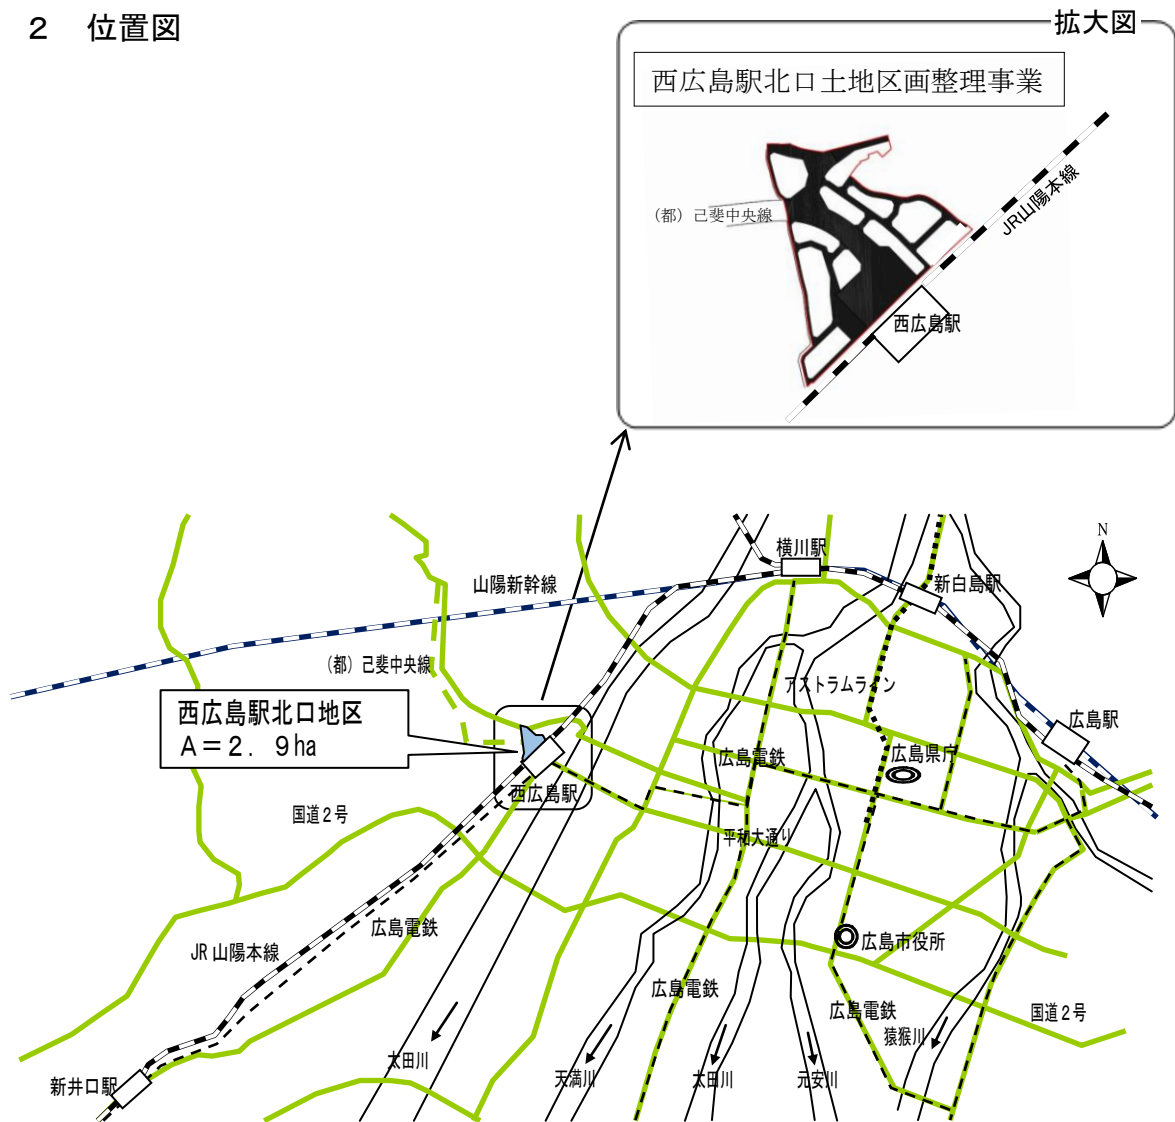 ２　位置図
拡大図
西広島駅北口土地区画整理事業
（都）己斐中央線
JR山陽本線
西広島駅
N
横川駅
山陽新幹線
新白島駅
（都）己斐中央線
アストラムライン
西広島駅北口地区
Ａ＝２．９ha
広島駅
広島電鉄
広島県庁
西広島駅
国道２号
平和大通り
広島電鉄
JR山陽本線
広島市役所
広島電鉄
広島電鉄
国道２号
猿猴川
太田川
新井口駅
天満川
太田川
元安川